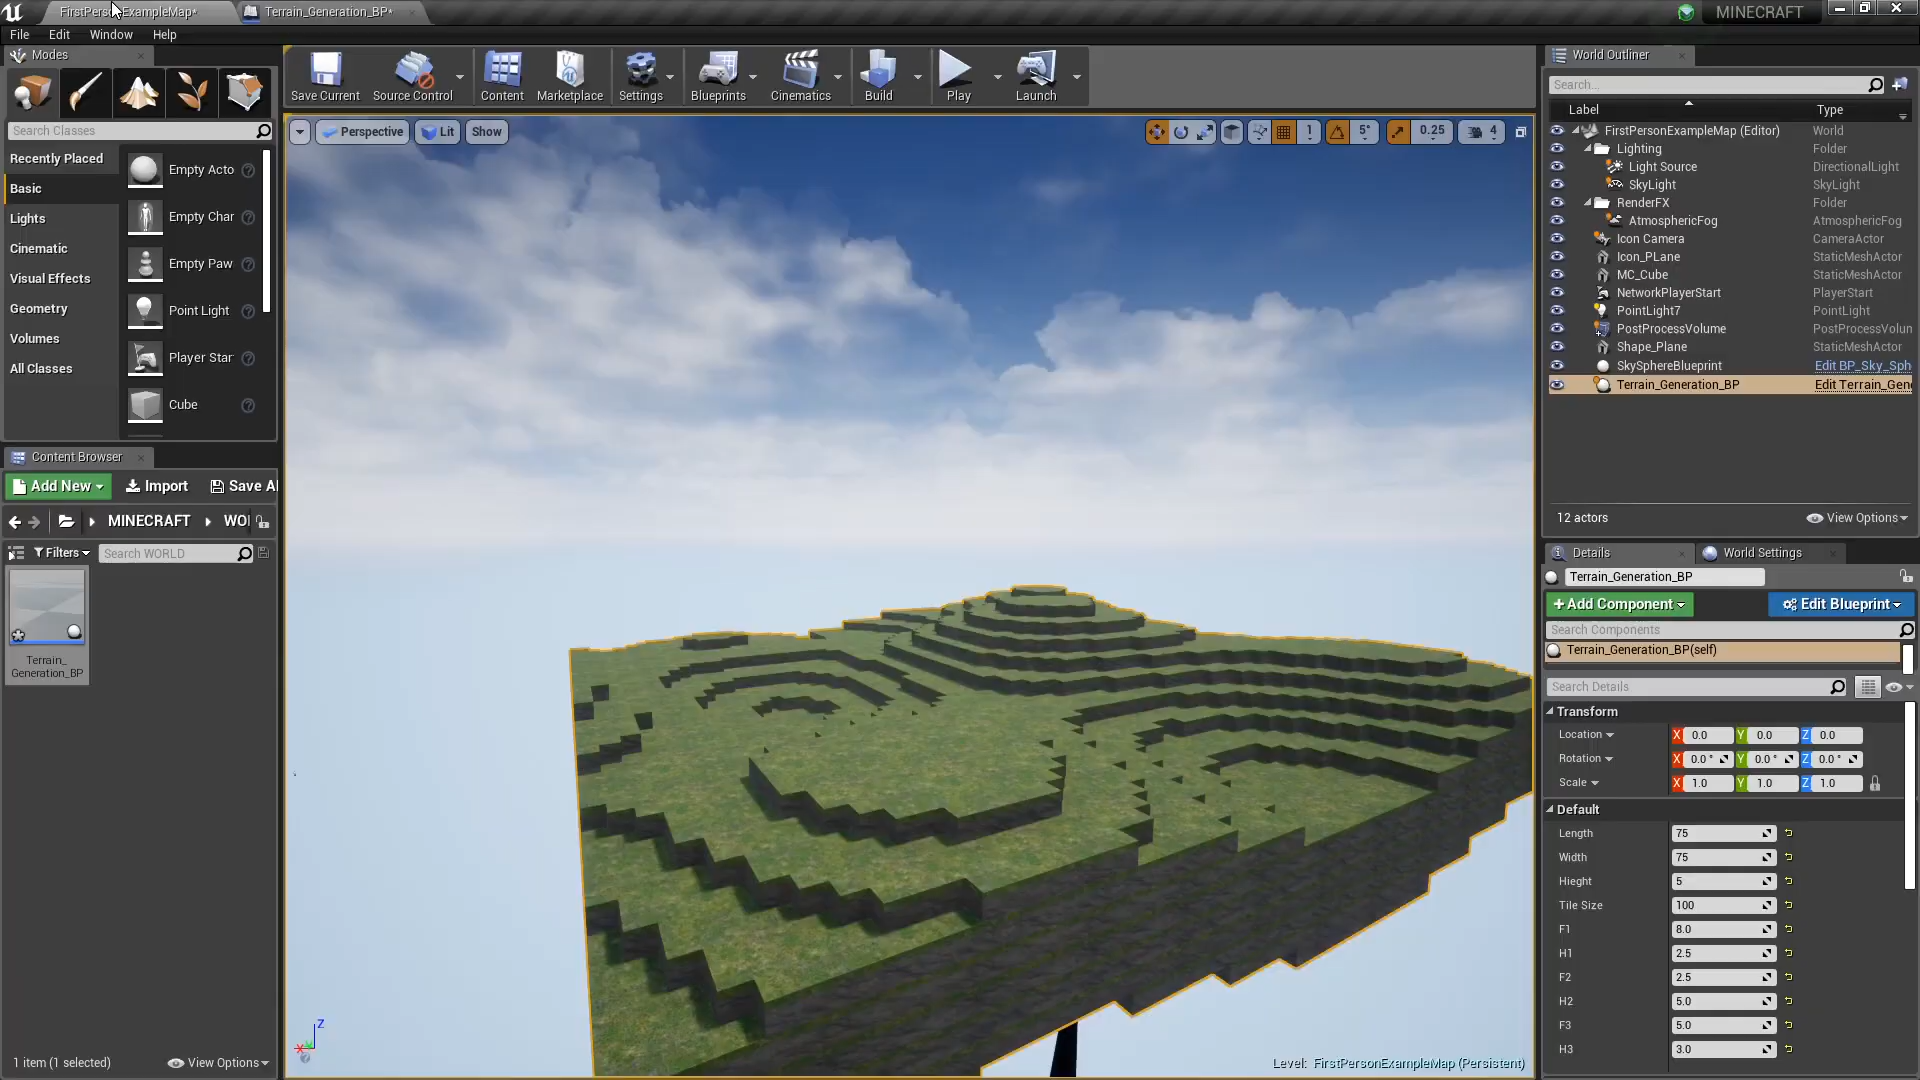 FirstPersonExampleMap*
Terrain_Generation_BP*
MINECRAFT
File Edit Window Help
Modes
Save Current
Source Control
Content
Marketplace
Settings
Blueprints
Cinematics
Build
Play
Launch
Search Classes
Recently Placed
Basic
Lights
Cinematic
Visual Effects
Geometry
Volumes
All Classes
Empty Acto
Empty Char
Empty Paw
Point Light
Player Star
Cube
Perspective
Lit
Show
1
5°
0.25
4
Content Browser
Add New
Import
Save Al
MINECRAFT
WO
Filters
Search WORLD
Terrain_
Generation_BP
1 item (1 selected)
View Options
Z
X
Level: FirstPersonExampleMap (Persistent)
World Outliner
Search...
Label Type
FirstPersonExampleMap (Editor) World
Lighting Folder
Light Source DirectionalLight
SkyLight SkyLight
RenderFX Folder
AtmosphericFog AtmosphericFog
Icon Camera CameraActor
Icon_PLane StaticMeshActor
MC_Cube StaticMeshActor
NetworkPlayerStart PlayerStart
PointLight7 PointLight
PostProcessVolume PostProcessVolun
Shape_Plane StaticMeshActor
SkySphereBlueprint Edit BP_Sky_Sph
Terrain_Generation_BP Edit Terrain_Gen
12 actors
View Options
Details
World Settings
Terrain_Generation_BP
+Add Component
Edit Blueprint
Search Components
Terrain_Generation_BP(self)
Search Details
Transform
Location X 0.0 Y 0.0 Z 0.0
Rotation X 0.0 ° Y 0.0 ° Z 0.0 °
Scale X 1.0 Y 1.0 Z 1.0
Default
Length 75
Width 75
Hieght 5
Tile Size 100
F1 8.0
H1 2.5
F2 2.5
H2 5.0
F3 5.0
H3 3.0